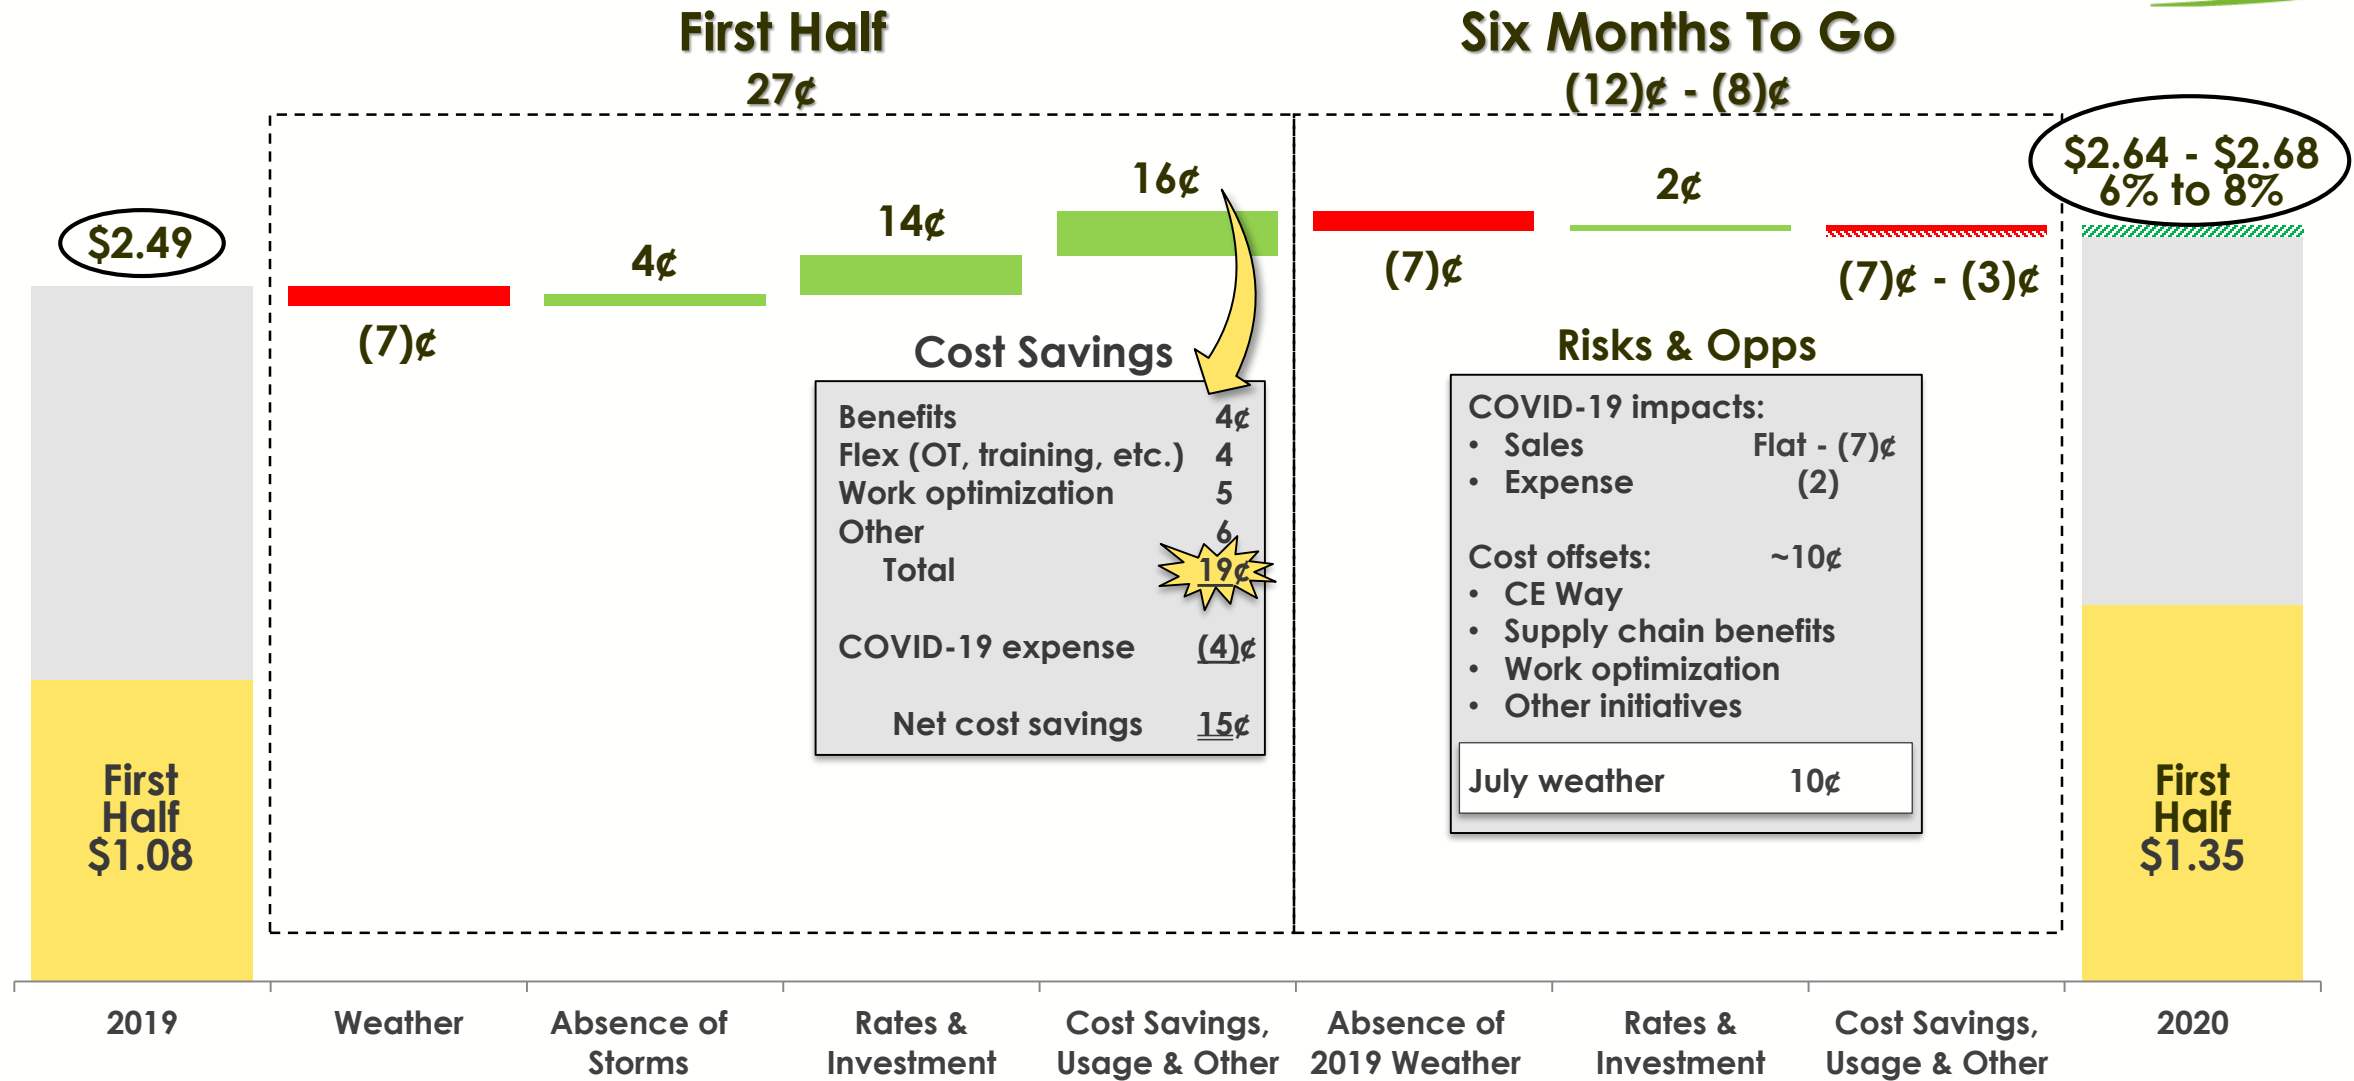 First Half
27¢
Six Months To Go
(12)¢ - (8)¢
$2.49
(7)¢
4¢
14¢
16¢
(7)¢
2¢
(7)¢ - (3)¢
$2.64 - $2.68
6% to 8%
Cost Savings
Benefits 4¢
Flex (OT, training, etc.) 4
Work optimization 5
Other 6
Total 19¢
COVID-19 expense (4)¢
Net cost savings 15¢
Risks & Opps
COVID-19 impacts:
• Sales Flat - (7)¢
• Expense (2)
Cost offsets: ~10¢
• CE Way
• Supply chain benefits
• Work optimization
• Other initiatives
July weather 10¢
First
Half
$1.08
First
Half
$1.35
2019
Weather
Absence of
Storms
Rates &
Investment
Cost Savings,
Usage & Other
Absence of
2019 Weather
Rates &
Investment
Cost Savings,
Usage & Other
2020